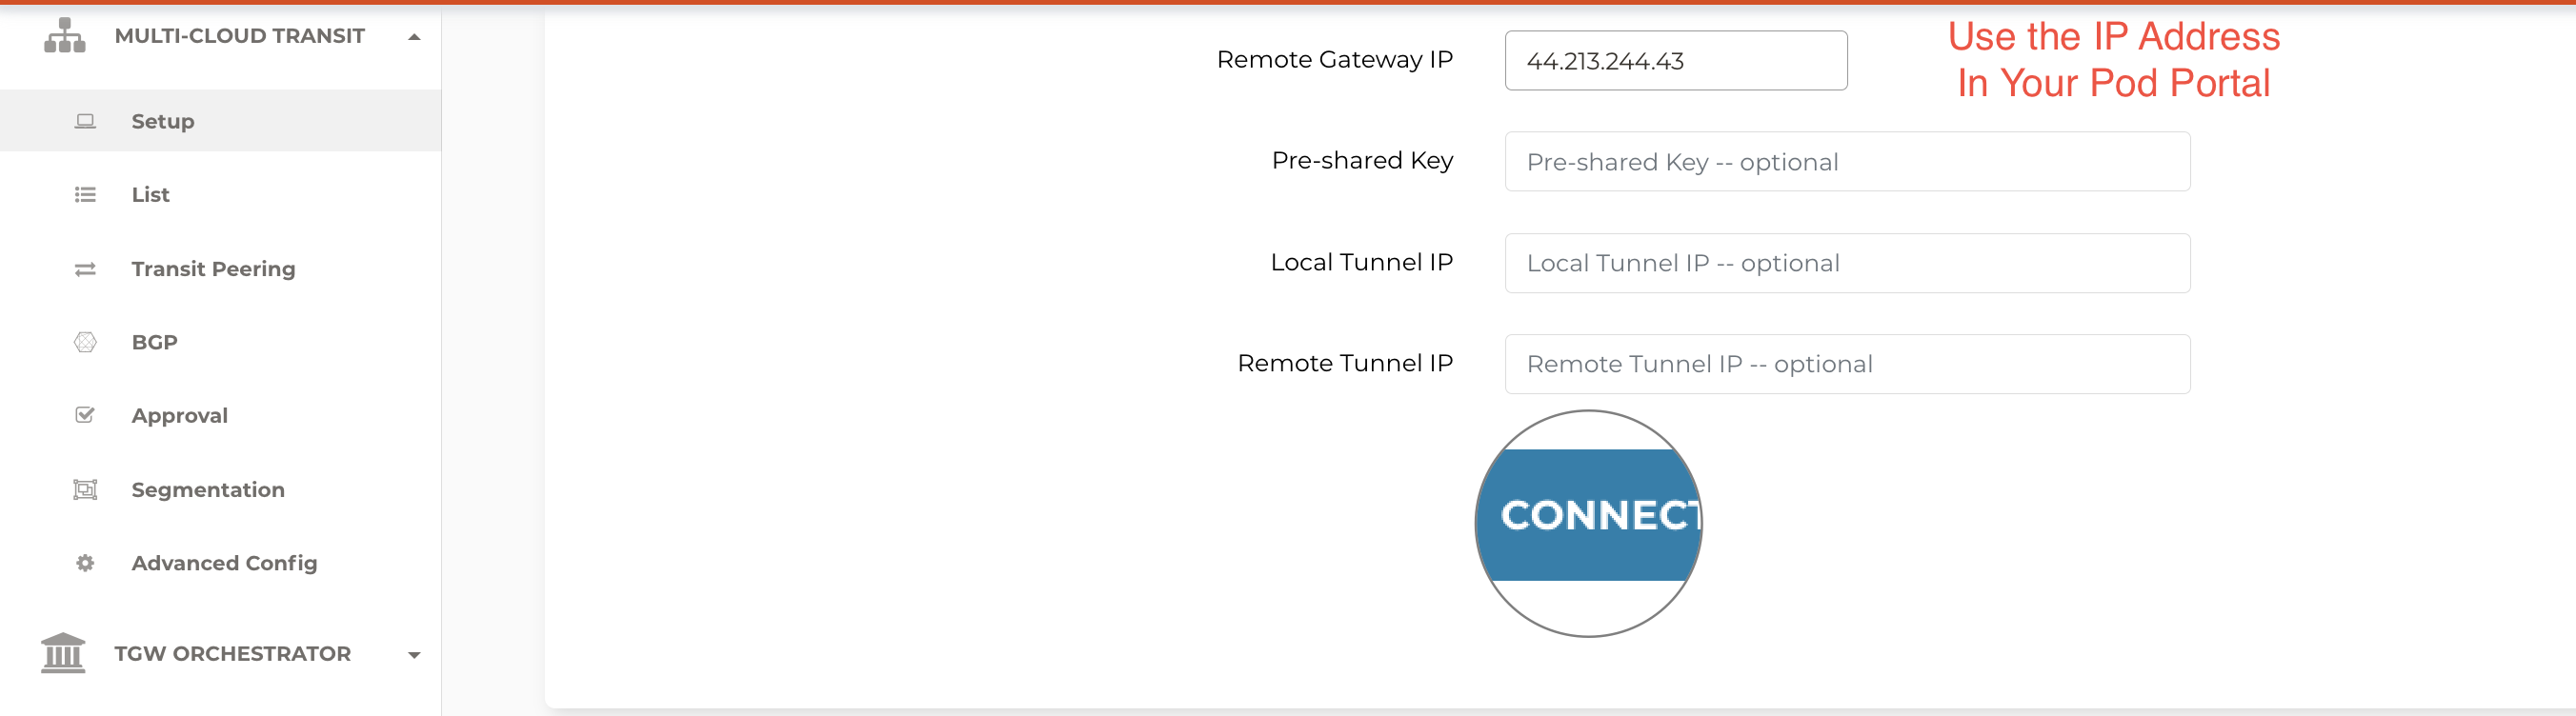 MULTI-CLOUD TRANSIT
Setup
List
Transit Peering
BGP
Approval
Segmentation
Advanced Config
TGW ORCHESTRATOR
Remote Gateway IP 44.213.244.43
Use the IP Address
In Your Pod Portal
Pre-shared Key Pre-shared Key -- optional
Local Tunnel IP Local Tunnel IP -- optional
Remote Tunnel IP Remote Tunnel IP -- optional
CONNECT